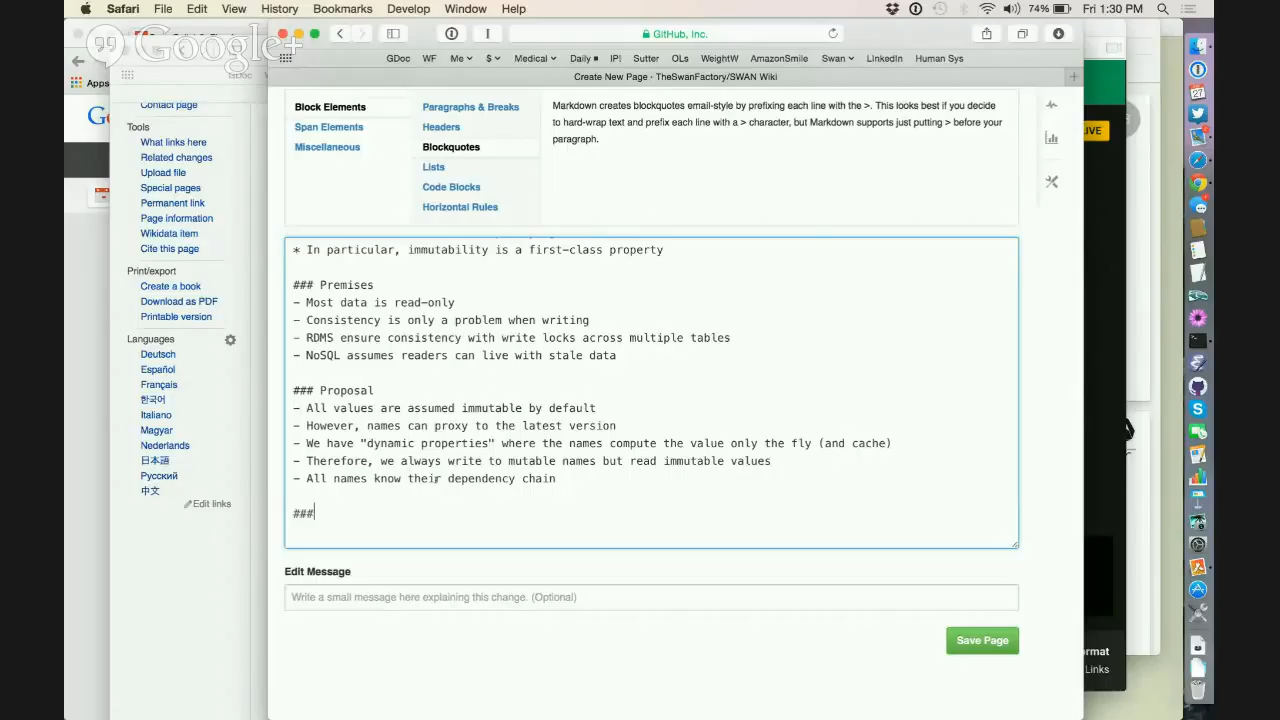 Safari File Edit View History Bookmarks Develop Window Help
74% Fri 1:30 PM
Google+
GitHub, Inc.
GDoc WF Me $ Medical Daily IP! Sutter OLs WeightW AmazonSmile Swan LinkedIn Human Sys
Create New Page · TheSwanFactory/SWAN Wiki
Apps
GDoc
Contact page
Tools
What links here
Related changes
Upload file
Special pages
Permanent link
Page information
Wikidata item
Cite this page
Print/export
Create a book
Download as PDF
Printable version
Languages
Deutsch
Español
Français
한국어
Italiano
Magyar
Nederlands
日本語
Русский
中文
Edit links
Block Elements
Span Elements
Miscellaneous
Paragraphs & Breaks
Headers
Blockquotes
Lists
Code Blocks
Horizontal Rules
Markdown creates blockquotes email-style by prefixing each line with the >. This looks best if you decide
to hard-wrap text and prefix each line with a > character, but Markdown supports just putting > before your
paragraph.
* In particular, immutability is a first-class property
### Premises
- Most data is read-only
- Consistency is only a problem when writing
- RDMS ensure consistency with write locks across multiple tables
- NoSQL assumes readers can live with stale data
### Proposal
- All values are assumed immutable by default
- However, names can proxy to the latest version
- We have "dynamic properties" where the names compute the value only the fly (and cache)
- Therefore, we always write to mutable names but read immutable values
- All names know their dependency chain
###
Edit Message
Write a small message here explaining this change. (Optional)
Save Page
Links